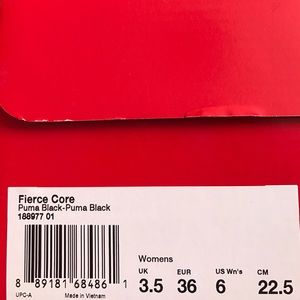 Fierce Core
Puma Black-Puma Black
188977 01
Womens
UK EUR US Wn's CM
3.5 36 6 22.5
8 89181 68486 1
UPC-A Made in Vietnam